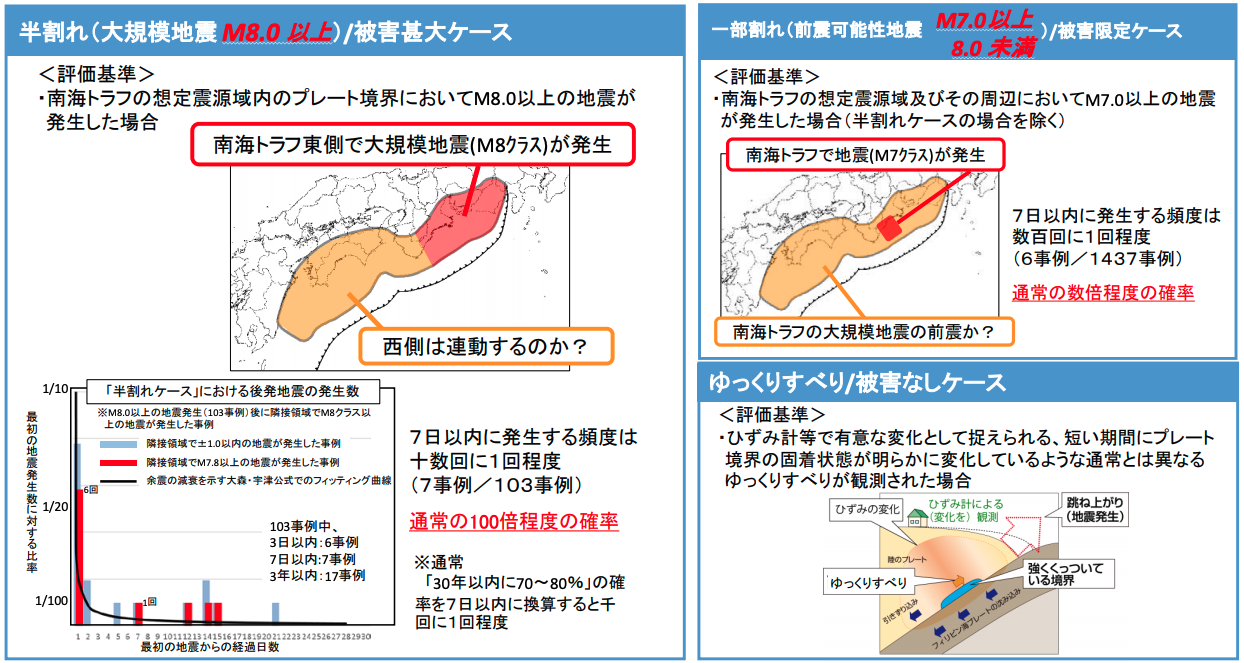 半割れ（大規模地震 M8.0 以上）/被害甚大ケース
＜評価基準＞
・南海トラフの想定震源域内のプレート境界においてM8.0以上の地震が
発生した場合
南海トラフ東側で大規模地震(M8クラス)が発生
西側は連動するのか？
「半割れケース」における後発地震の発生数
※M8.0以上の地震発生（103事例）後に隣接領域でM8クラス以
上の地震が発生した事例
隣接領域で±1.0以内の地震が発生した事例
隣接領域でM7.8以上の地震が発生した事例
余震の減衰を示す大森・宇津公式でのフィッティング曲線
最初の地震発生数に対する比率
1/10
1/20
1/100
6回
1回
103事例中、
3日以内：6事例
7日以内:7事例
3年以内：17事例
1 2 3 4 5 6 7 8 9 10 11 12 13 14 15 16 17 18 19 20 21 22 23 24 25 26 27 28 29 30
最初の地震からの経過日数
7日以内に発生する頻度は
十数回に1回程度
（7事例／103事例）
通常の100倍程度の確率
※通常
「30年以内に70～80%」の確
率を7日以内に換算すると千
回に1回程度
一部割れ（前震可能性地震 M7.0以上
8.0 未満）/被害限定ケース
＜評価基準＞
・南海トラフの想定震源域及びその周辺においてM7.0以上の地震
が発生した場合（半割れケースの場合を除く）
南海トラフで地震(M7クラス)が発生
南海トラフの大規模地震の前震か？
7日以内に発生する頻度は
数百回に1回程度
（6事例／1437事例）
通常の数倍程度の確率
ゆっくりすべり/被害なしケース
＜評価基準＞
・ひずみ計等で有意な変化として捉えられる、短い期間にプレート
境界の固着状態が明らかに変化しているような通常とは異なる
ゆっくりすべりが観測された場合
ひずみの変化
ひずみ計による
（変化を）観測
跳ね上がり
（地震発生）
陸のプレート
ゆっくりすべり
強くくっついて
いる境界
引きずり込み
フィリピン海プレートの沈み込み